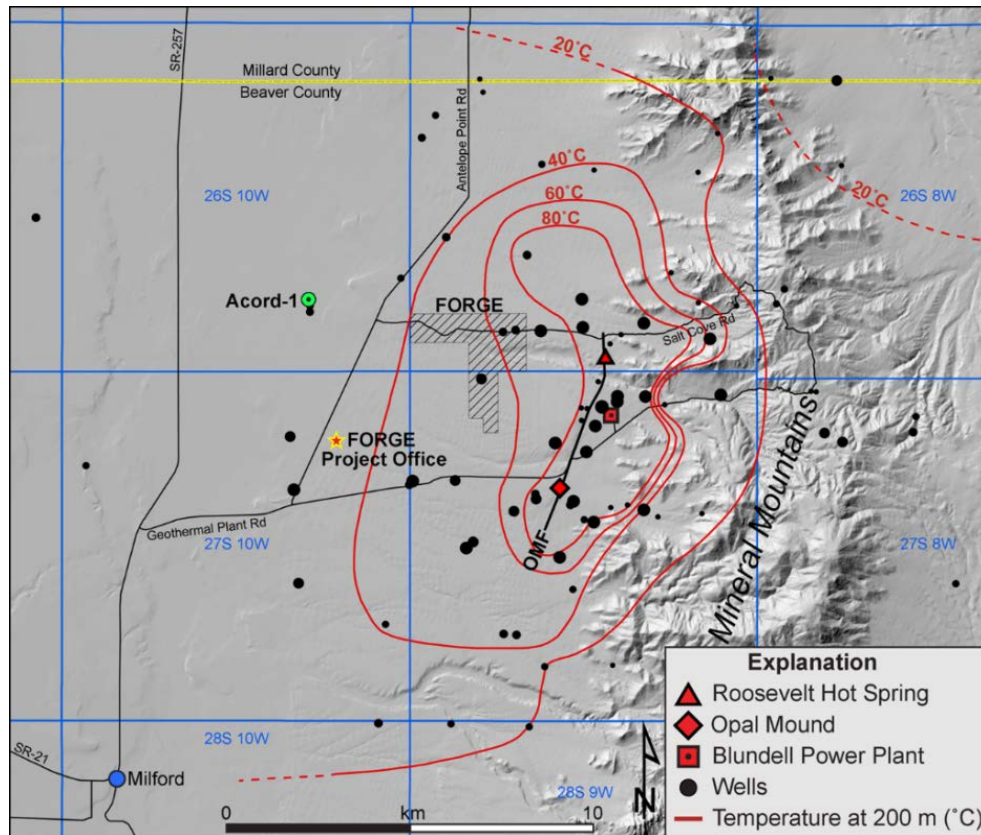 SR-257
Millard County
Beaver County
Antelope Point Rd
20˚C
40˚C
60˚C
80˚C
20˚C
26S 10W
26S 8W
Acord-1
FORGE
Salt Cove Rd
FORGE
Project Office
Geothermal Plant Rd
OMF
Mineral Mountains
27S 10W
27S 8W
28S 10W
28S 9W
SR-21
Milford
0
km
10
N
Explanation
Roosevelt Hot Spring
Opal Mound
Blundell Power Plant
Wells
Temperature at 200 m (˚C)